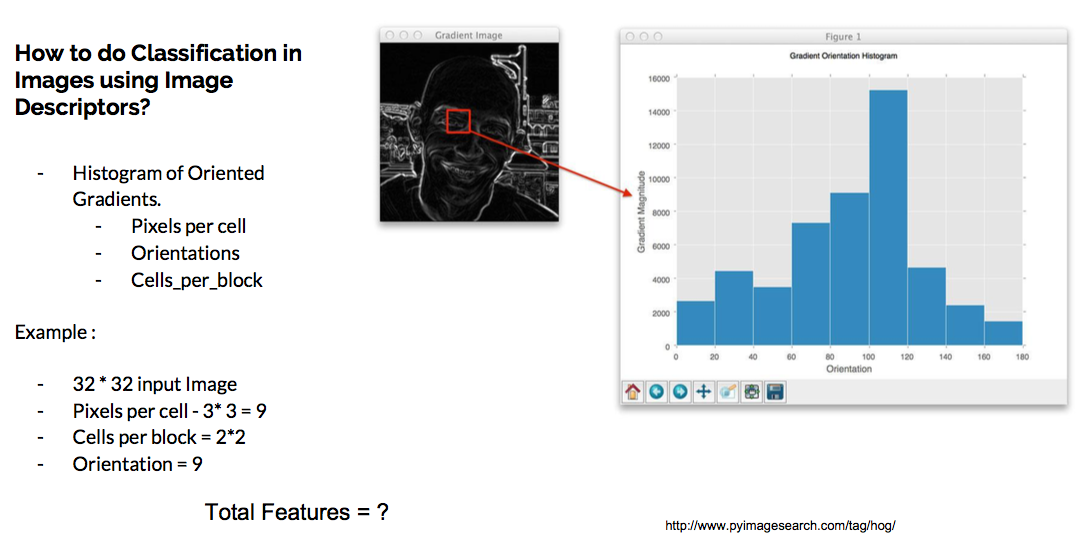 How to do Classification in
Images using Image
Descriptors?
- Histogram of Oriented
Gradients.
- Pixels per cell
- Orientations
- Cells_per_block
Example :
- 32 * 32 input Image
- Pixels per cell - 3* 3 = 9
- Cells per block = 2*2
- Orientation = 9
Total Features = ?
Gradient Image
Figure 1
Gradient Orientation Histogram
Gradient Magnitude
16000
14000
12000
10000
8000
6000
4000
2000
0
0 20 40 60 80 100 120 140 160 180
Orientation
http://www.pyimagesearch.com/tag/hog/